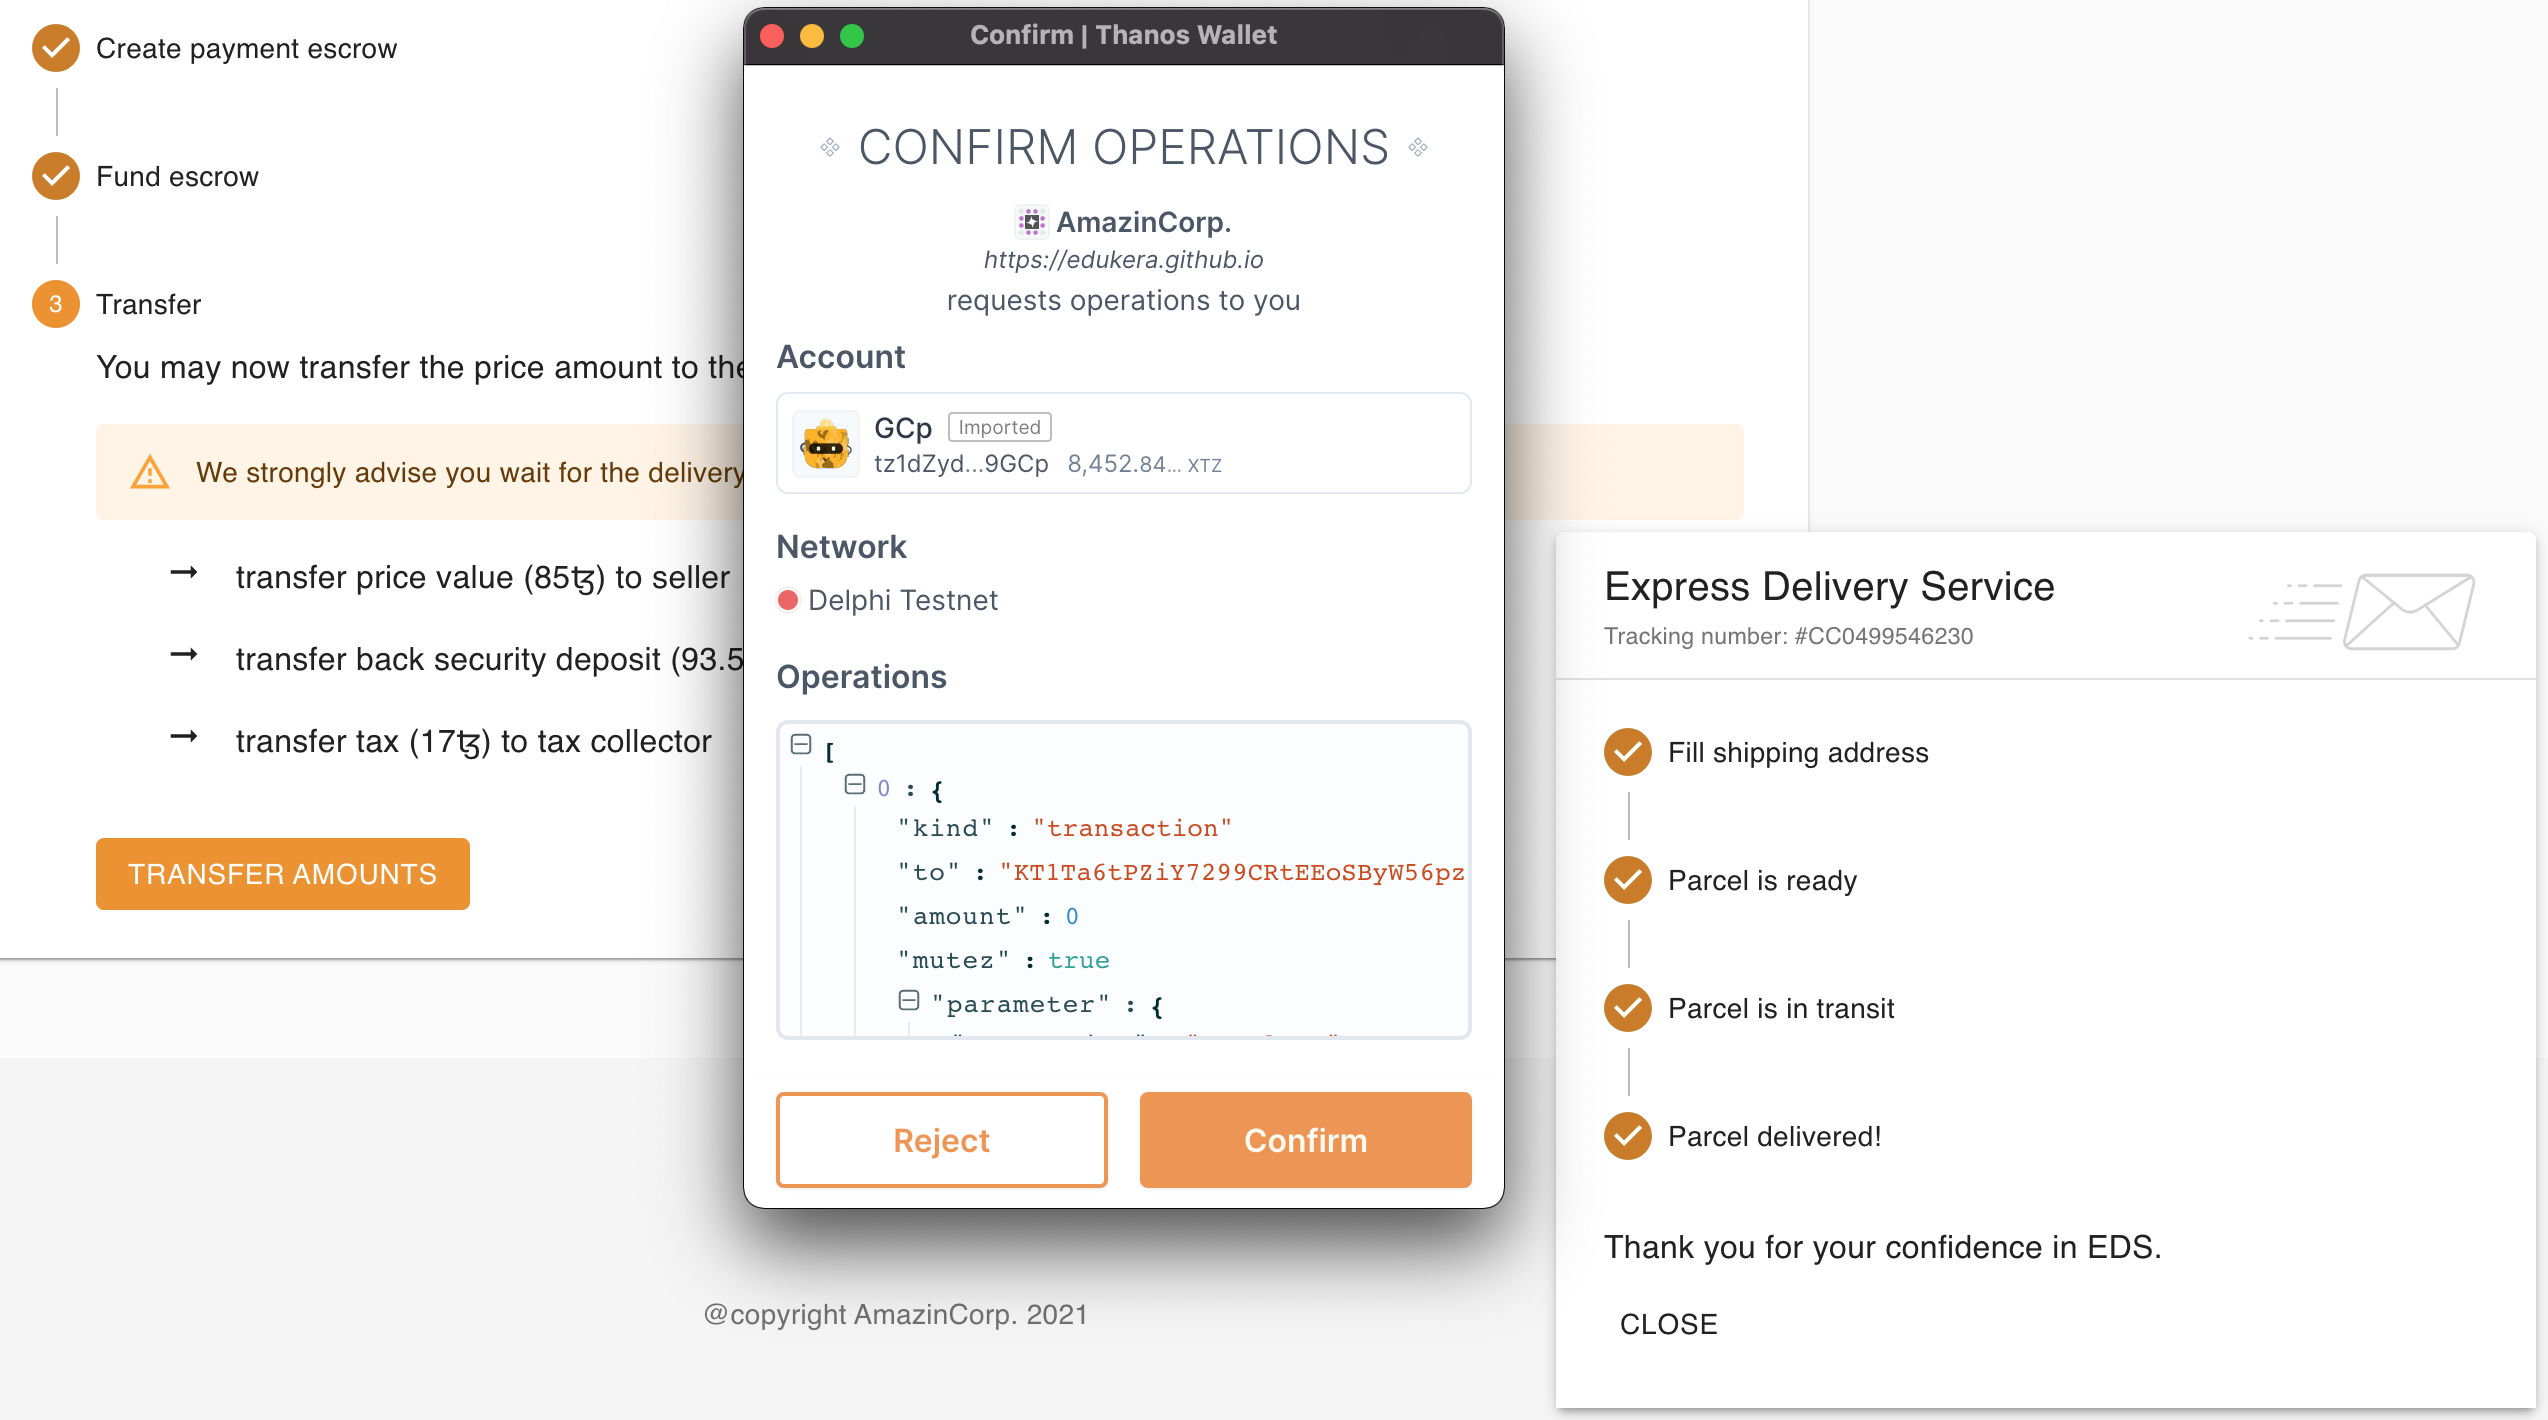 Create payment escrow
Fund escrow
3 Transfer
You may now transfer the price amount to the
We strongly advise you wait for the delivery
→ transfer price value (85ꜩ) to seller
→ transfer back security deposit (93.5
→ transfer tax (17ꜩ) to tax collector
TRANSFER AMOUNTS
@copyright AmazinCorp. 2021
Confirm | Thanos Wallet
CONFIRM OPERATIONS
AmazinCorp.
https://edukera.github.io
requests operations to you
Account
GCp Imported
tz1dZyd...9GCp 8,452.84... XTZ
Network
Delphi Testnet
Operations
[
0 : {
"kind" : "transaction"
"to" : "KT1Ta6tPZiY7299CRtEEoSByW56pz
"amount" : 0
"mutez" : true
"parameter" : {
Reject
Confirm
Express Delivery Service
Tracking number: #CC0499546230
Fill shipping address
Parcel is ready
Parcel is in transit
Parcel delivered!
Thank you for your confidence in EDS.
CLOSE